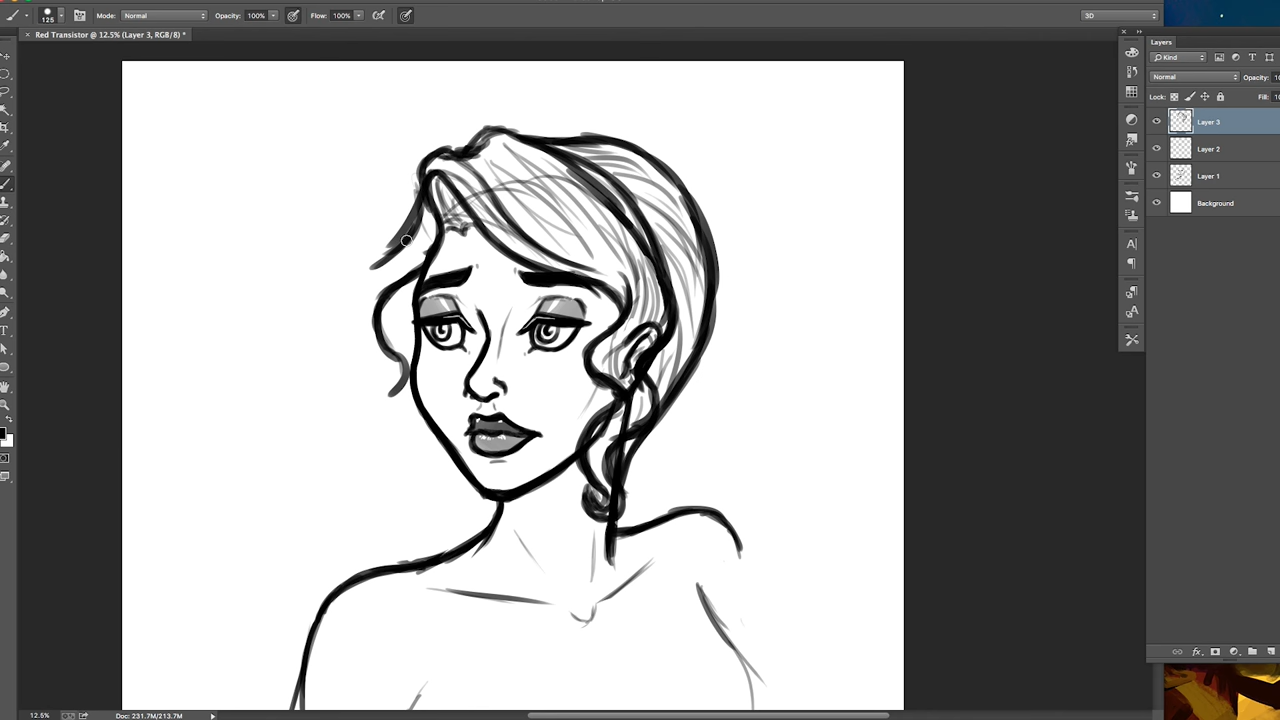 125 Mode: Normal Opacity: 100% Flow: 100% 3D
Red Transistor @ 12.5% (Layer 3, RGB/8) *
Layers
Kind
Normal Opacity:
Lock: Fill:
Layer 3
Layer 2
Layer 1
Background
12.5% Doc: 231.7M/213.7M